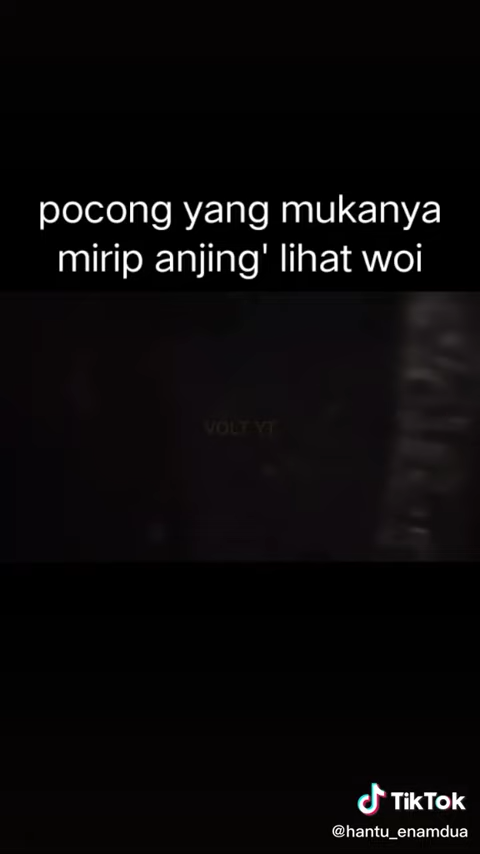 pocong yang mukanya
mirip anjing' lihat woi
VOLT YT
TikTok
@hantu_enamdua